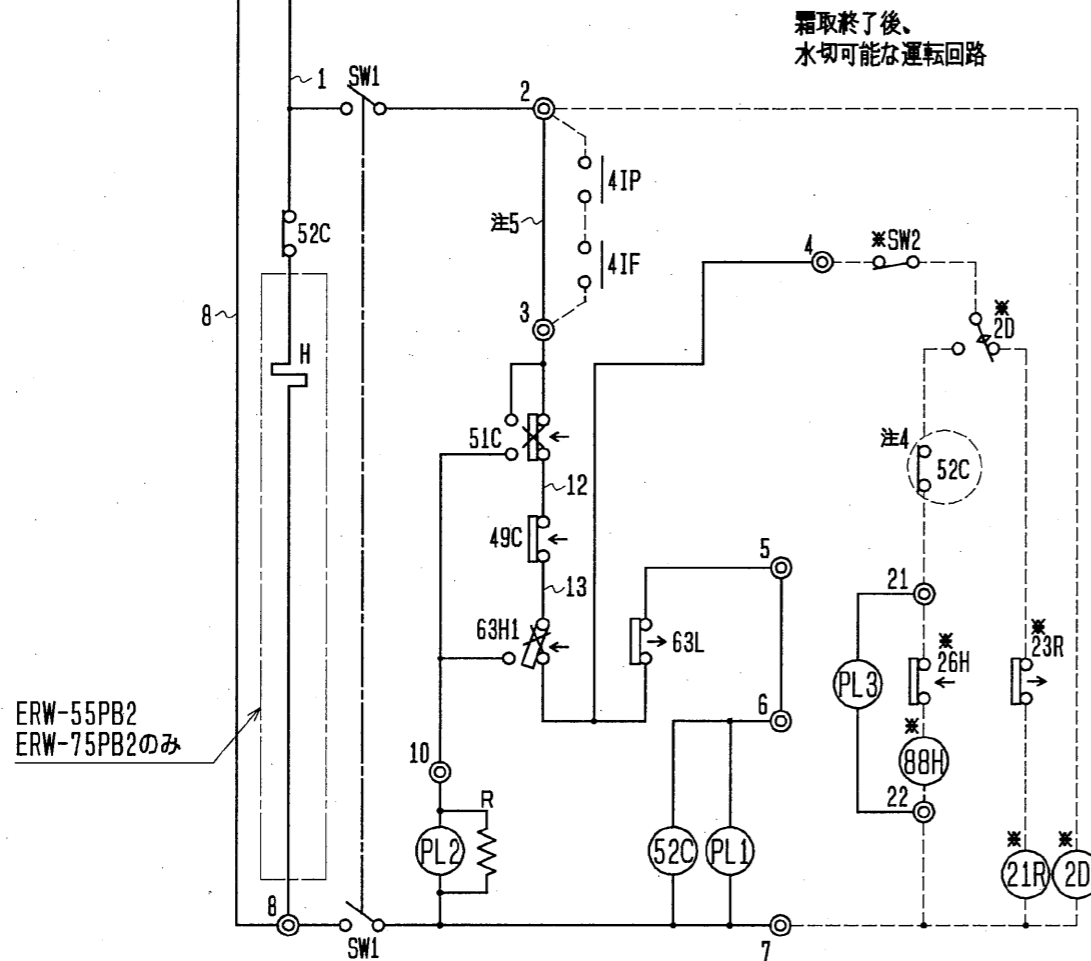 霜取終了後、
水切可能な運転回路
1
SW1
2
4IP
注5
52C
4IF
4
※SW2
8
3
※
2D
H
51C
注4
52C
12
49C
5
13
21
63H1
63L
※
26H
※
23R
PL3
ERW-55PB2
ERW-75PB2のみ
6
※
88H
10
22
R
PL2
52C
PL1
※
21R
※
2D
8
SW1
7